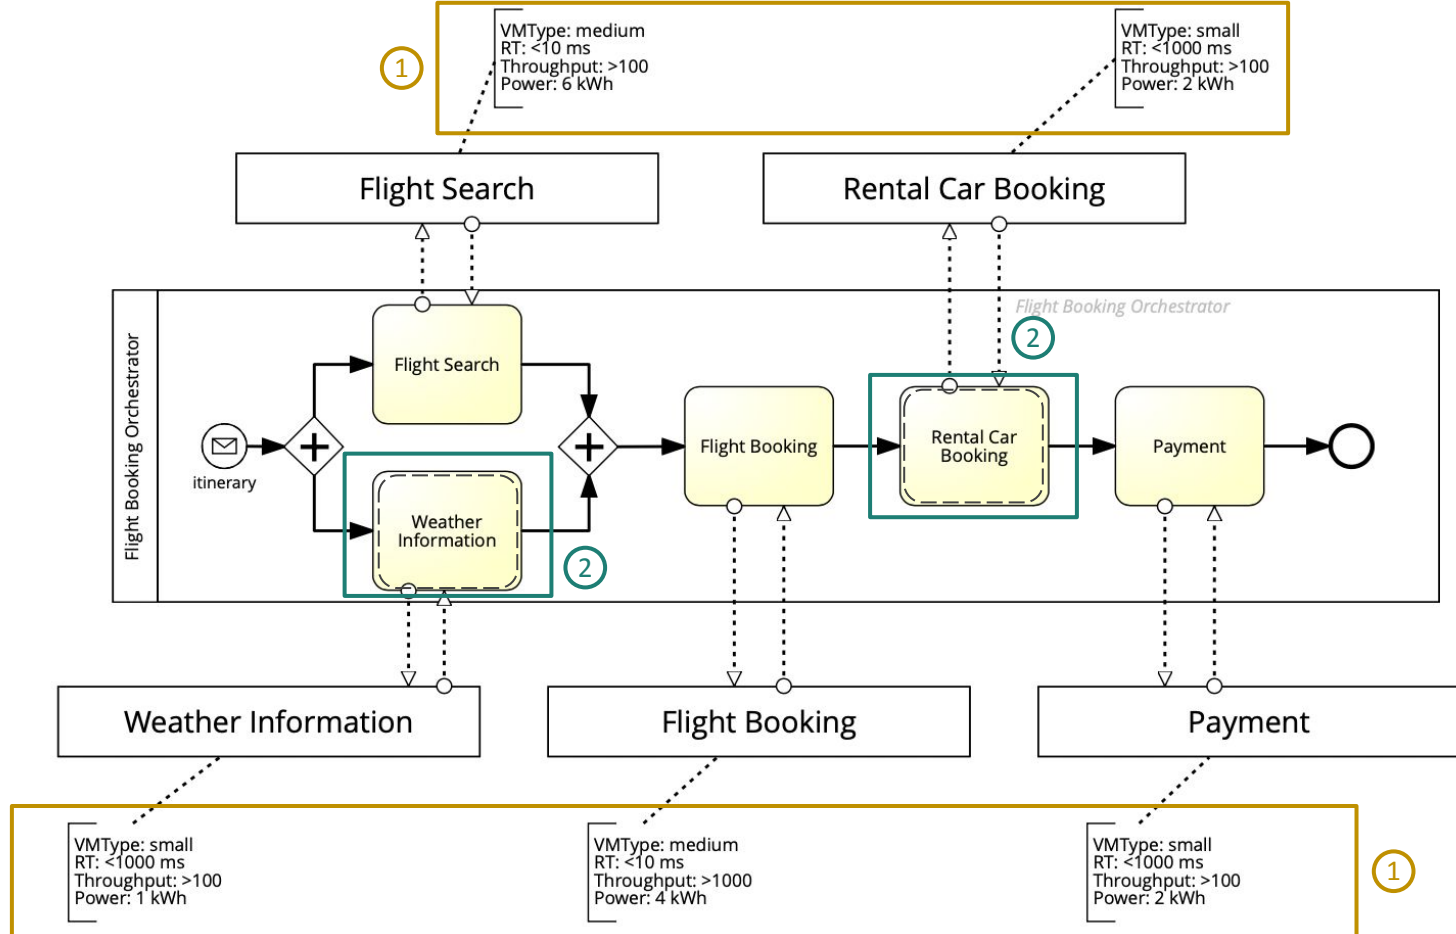 VMType: medium
RT: <10 ms
Throughput: >100
Power: 6 kWh
VMType: small
RT: <1000 ms
Throughput: >100
Power: 2 kWh
1
Flight Search
Rental Car Booking
Flight Booking Orchestrator
Flight Booking Orchestrator
2
Flight Search
itinerary
Flight Booking
Rental Car
Booking
Payment
Weather
Information
2
Weather Information
Flight Booking
Payment
VMType: small
RT: <1000 ms
Throughput: >100
Power: 1 kWh
VMType: medium
RT: <10 ms
Throughput: >1000
Power: 4 kWh
VMType: small
RT: <1000 ms
Throughput: >100
Power: 2 kWh
1